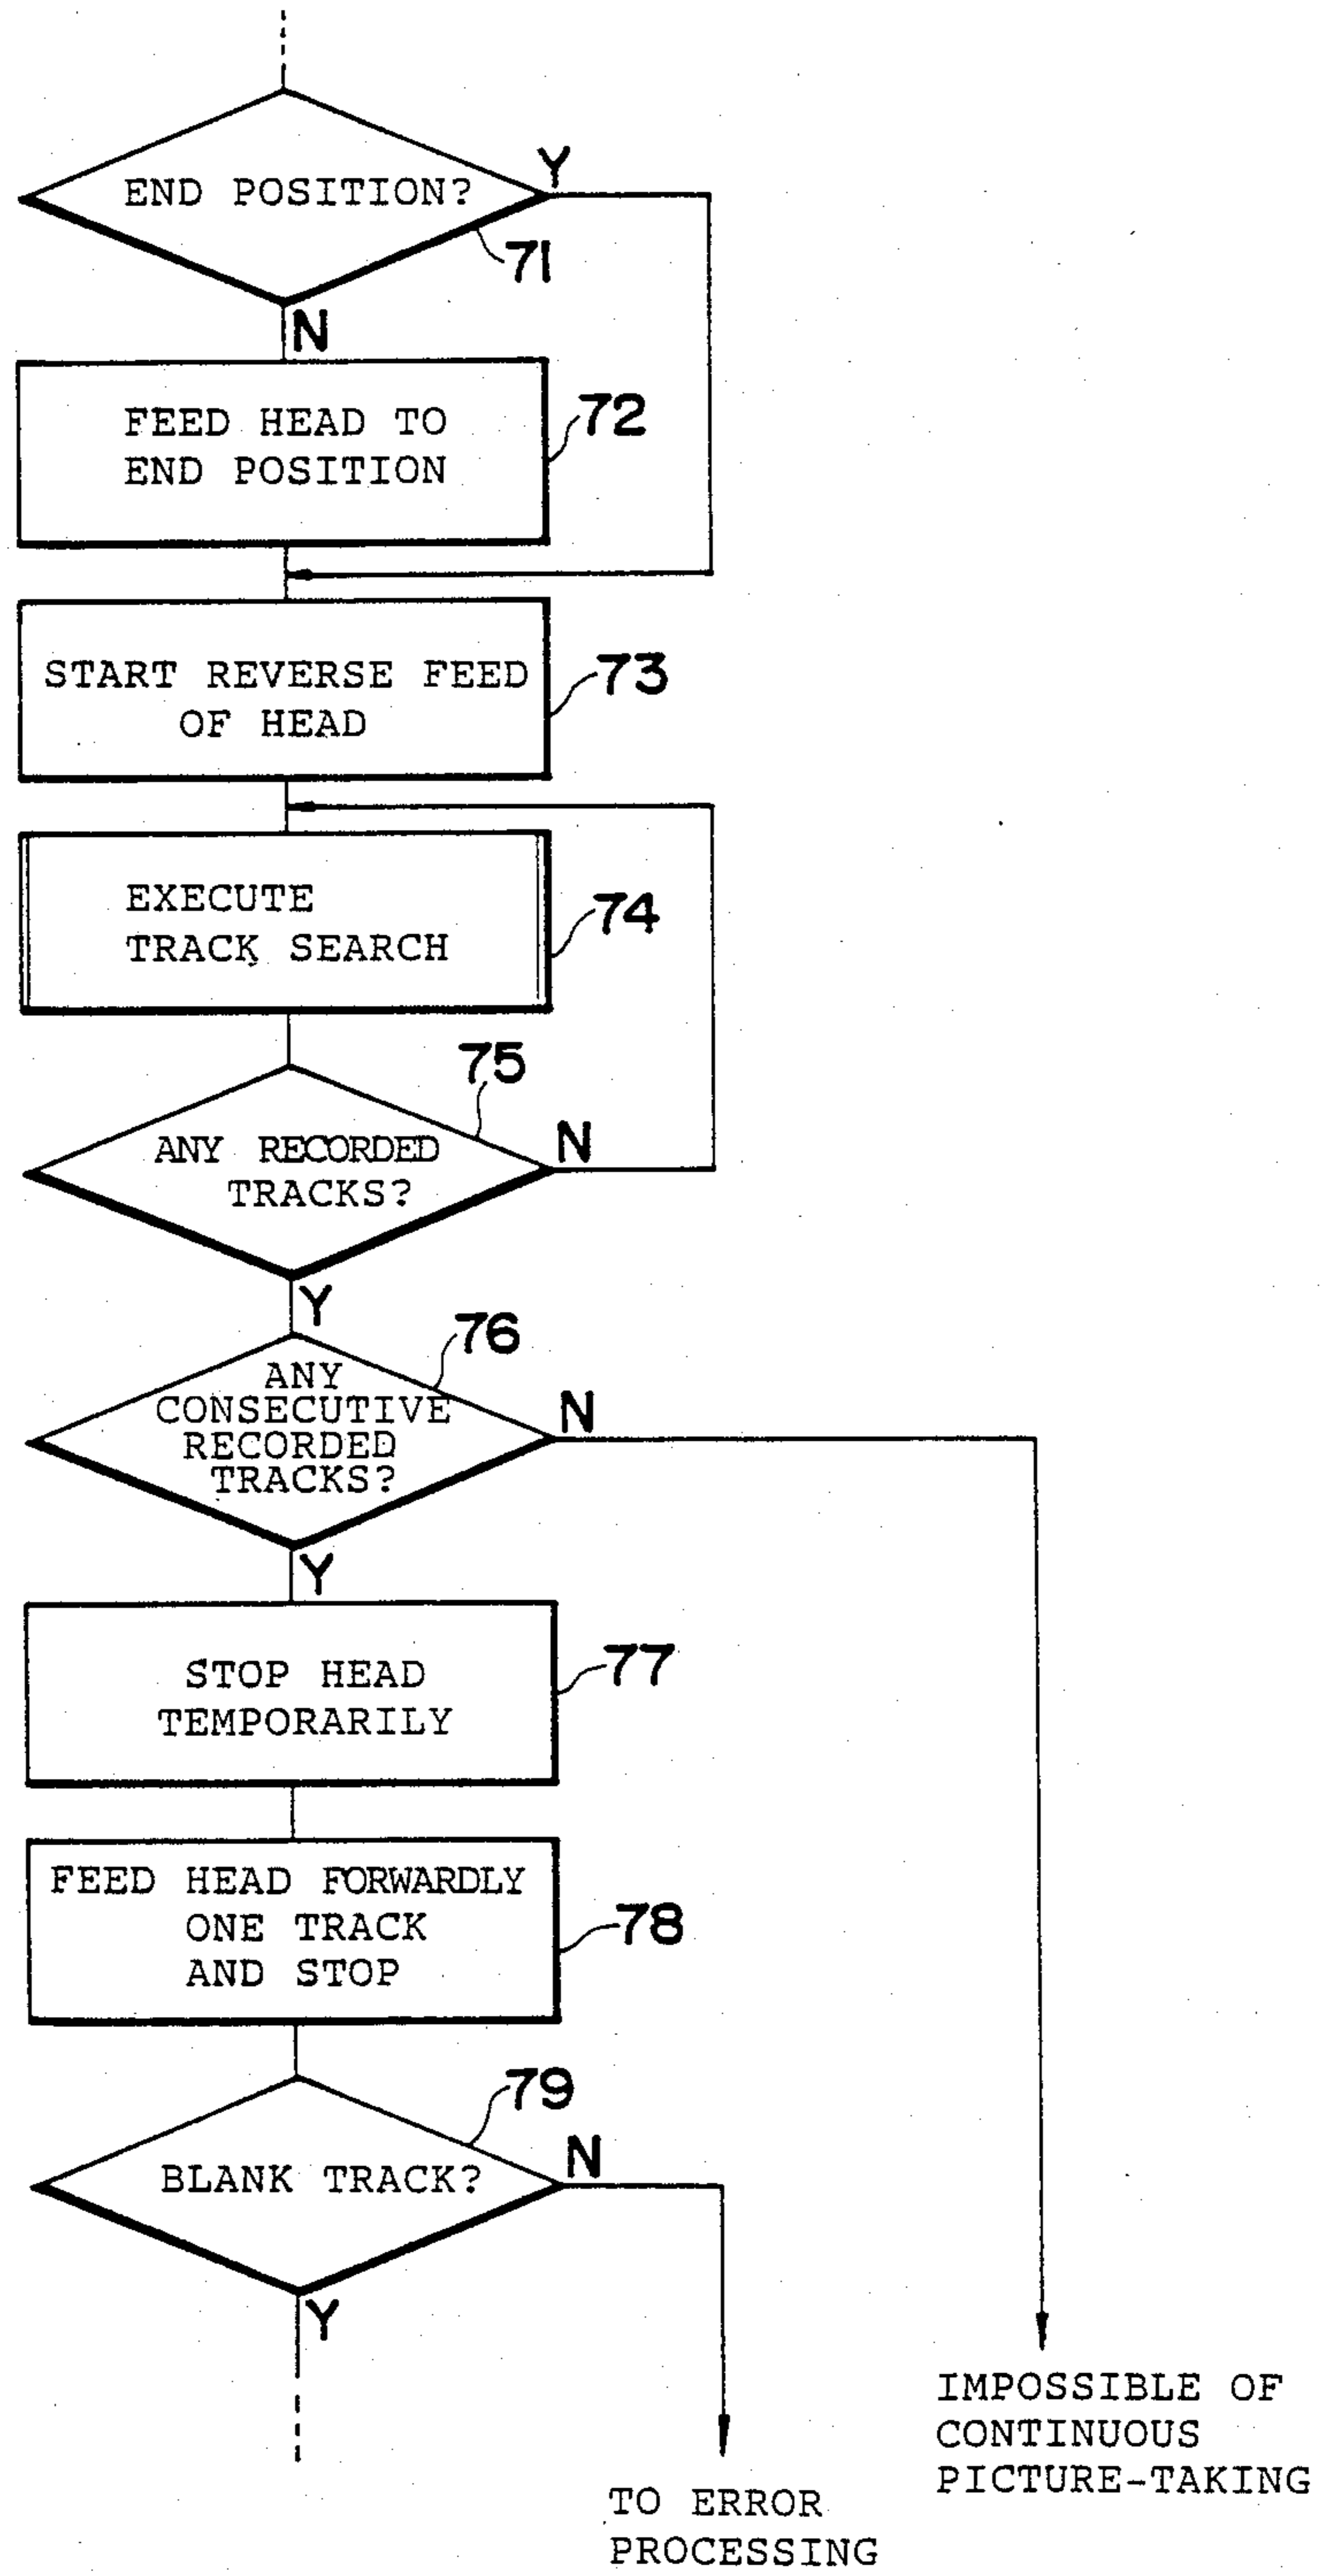 END POSITION?
Y
71
N
FEED HEAD TO
END POSITION
72
START REVERSE FEED
OF HEAD
73
EXECUTE
TRACK SEARCH
74
75
ANY RECORDED
TRACKS?
N
Y
76
ANY
CONSECUTIVE
RECORDED
TRACKS?
N
Y
STOP HEAD
TEMPORARILY
77
FEED HEAD FORWARDLY
ONE TRACK
AND STOP
78
79
BLANK TRACK?
N
Y
IMPOSSIBLE OF
CONTINUOUS
PICTURE-TAKING
TO ERROR
PROCESSING